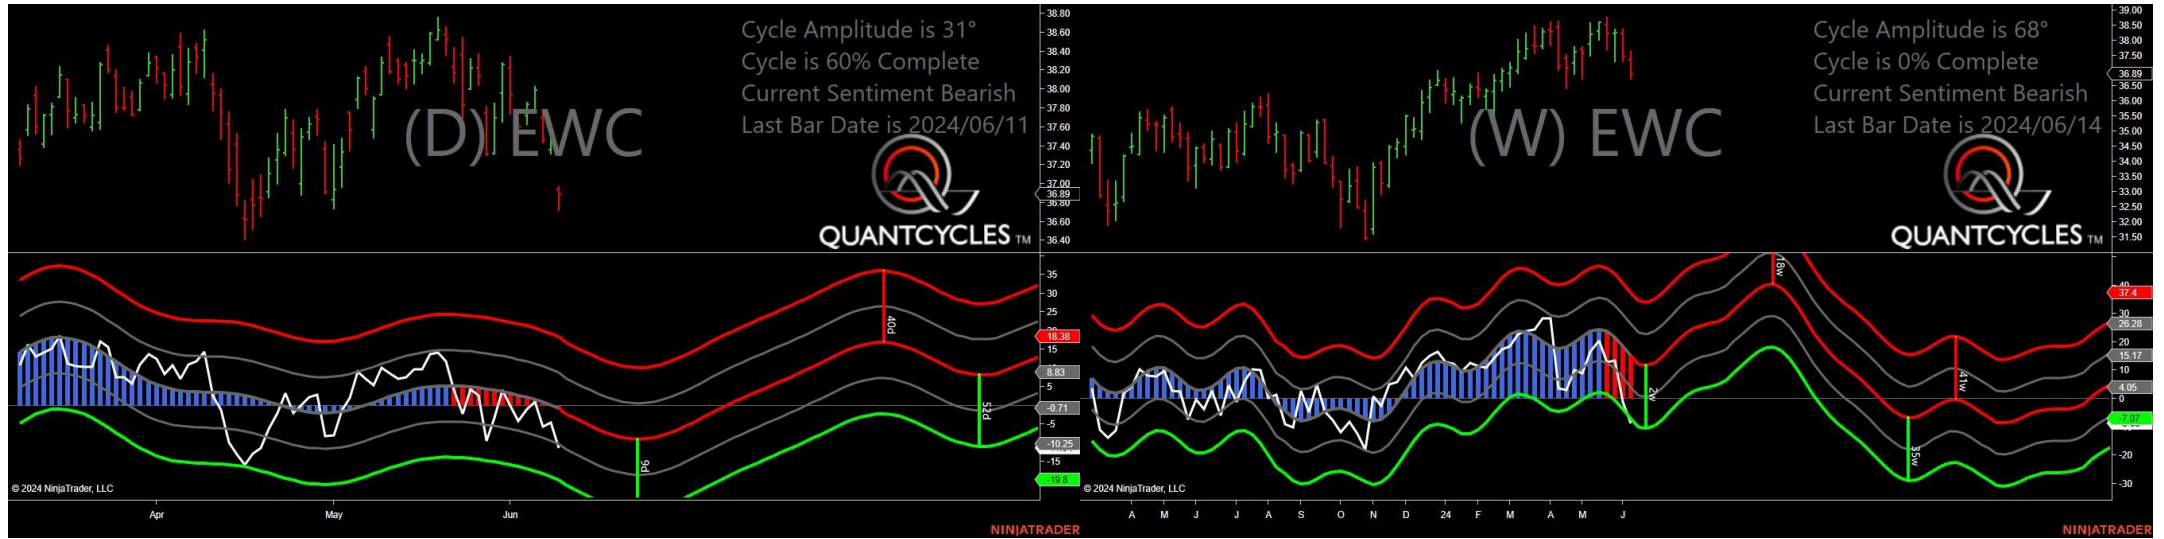 Cycle Amplitude is 31°
Cycle is 60% Complete
Current Sentiment Bearish
Last Bar Date is 2024/06/11
(D) EWC
QUANTCYCLES TM
38.80
38.60
38.40
38.20
38.00
37.80
37.60
37.40
37.20
37.00
36.89
36.80
36.60
36.40
35
30
25
18.38
15
8.83
5
-0.71
-5
-10.25
-15
-19.8
40d
52d
9d
© 2024 NinjaTrader, LLC
Apr May Jun
NINJATRADER
Cycle Amplitude is 68°
Cycle is 0% Complete
Current Sentiment Bearish
Last Bar Date is 2024/06/14
(W) EWC
QUANTCYCLES TM
39.00
38.50
38.00
37.50
36.89
36.50
36.00
35.50
35.00
34.50
34.00
33.50
33.00
32.50
32.00
31.50
40
37.4
30
26.28
20
15.17
10
4.05
0
-7.07
-20
-30
18w
2w
41w
35w
© 2024 NinjaTrader, LLC
A M J J A S O N D 24 F M A M J
NINJATRADER